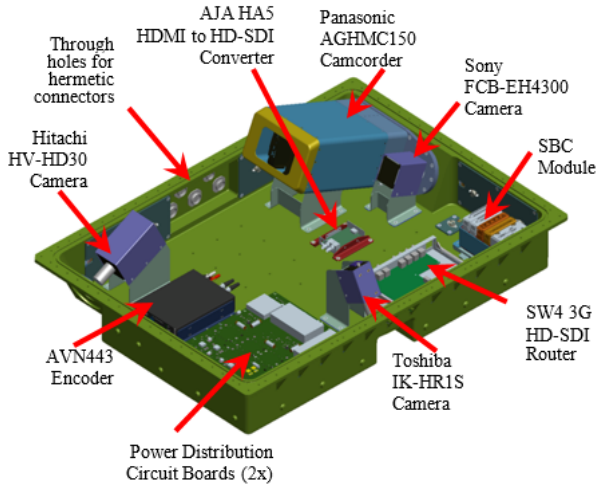 AJA HA5
HDMI to HD-SDI
Converter
Panasonic
AGHMC150
Camcorder
Through
holes for
hermetic
connectors
Sony
FCB-EH4300
Camera
Hitachi
HV-HD30
Camera
SBC
Module
AVN443
Encoder
SW4 3G
HD-SDI
Router
Toshiba
IK-HR1S
Camera
Power Distribution
Circuit Boards (2x)